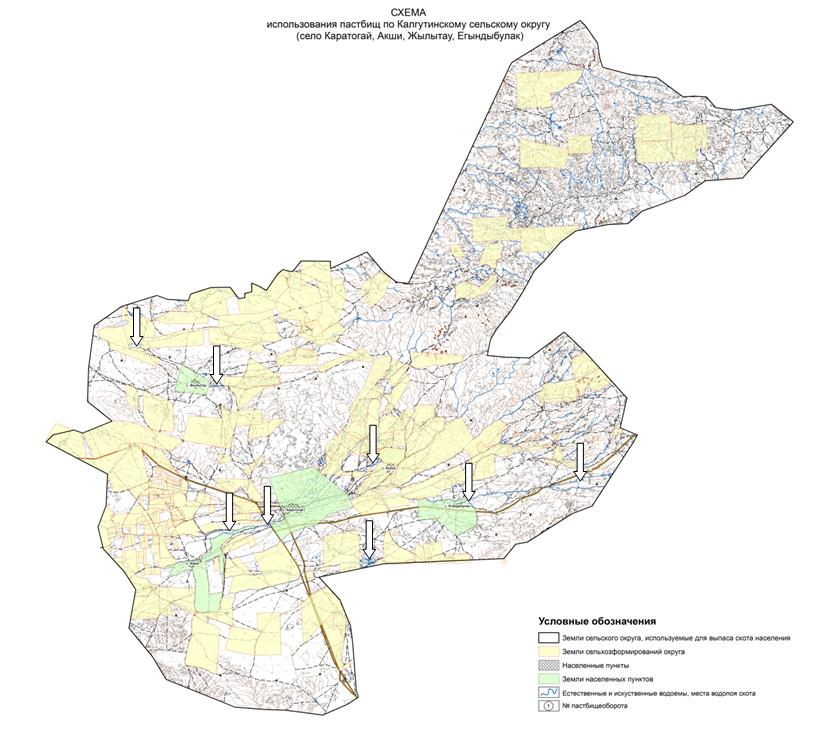 СХЕМА
использования пастбищ по Калгутинскому сельскому округу
(село Каратогай, Акши, Жылытау, Егындыбулак)
Условные обозначения
Земли сельского округа, используемые для выпаса скота населения
Земли сельхозформирований округа
Населенные пункты
Земли населенных пунктов
Естественные и искуственные водоемы, места водопоя скота
1 № пастбищеоборота